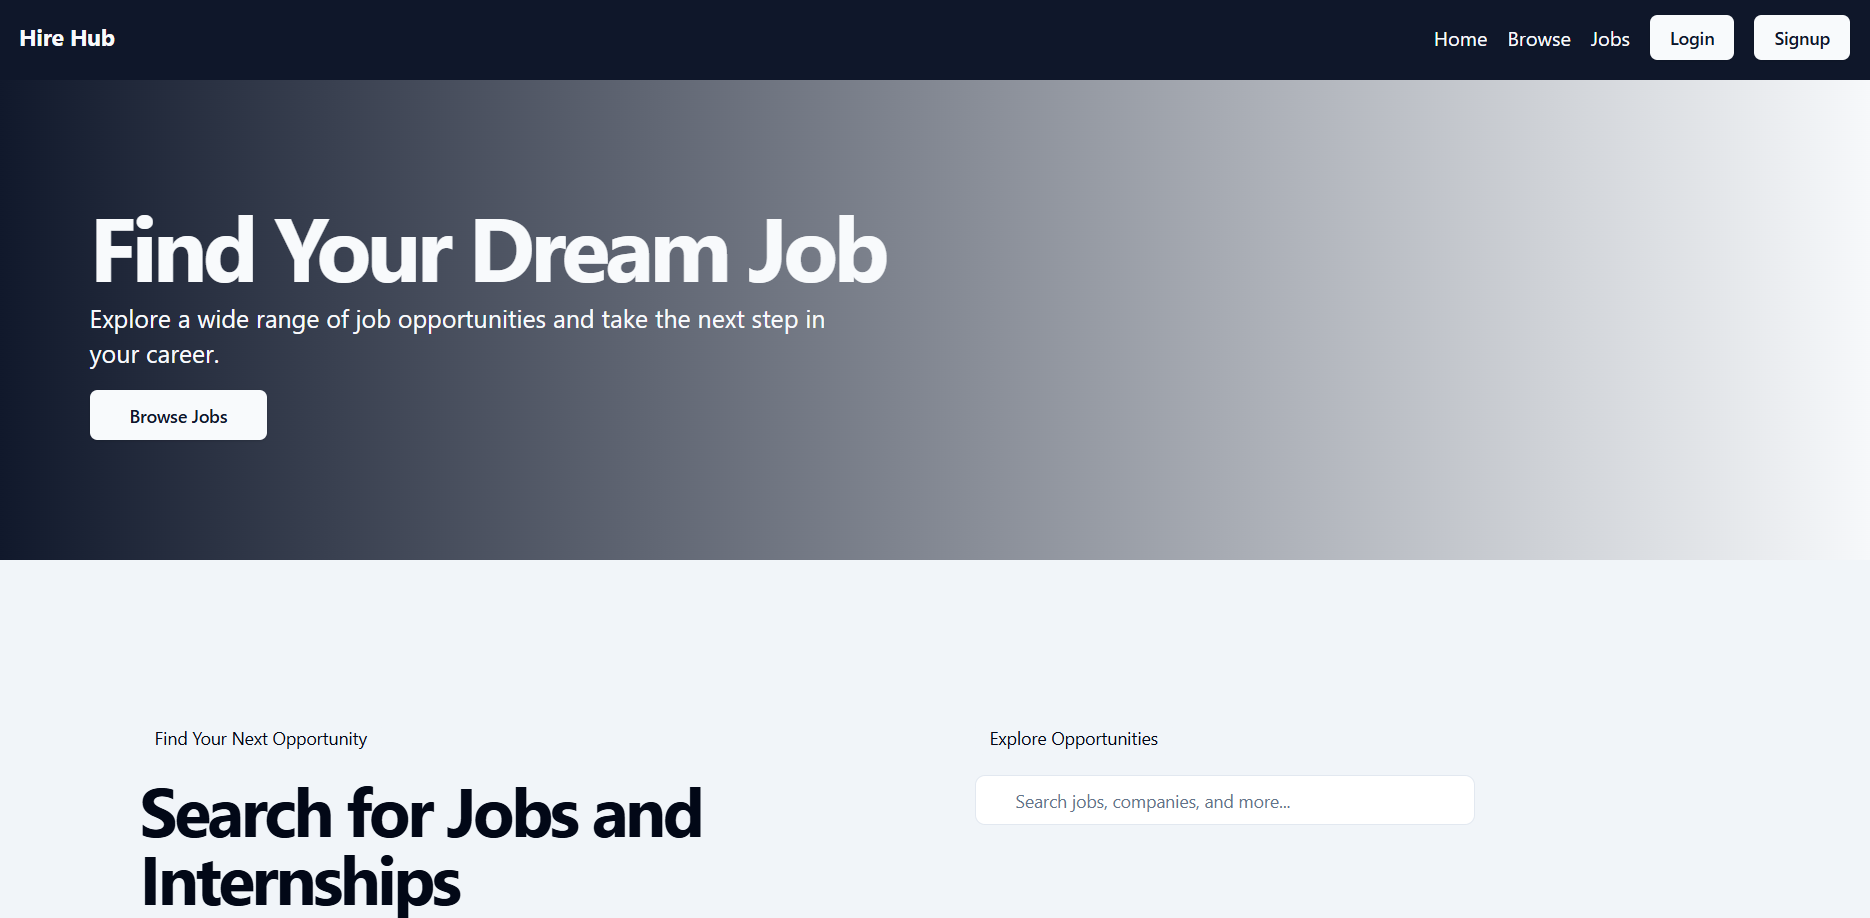 Hire Hub
Home Browse Jobs Login Signup
Find Your Dream Job
Explore a wide range of job opportunities and take the next step in
your career.
Browse Jobs
Find Your Next Opportunity
Search for Jobs and
Internships
Explore Opportunities
Search jobs, companies, and more...